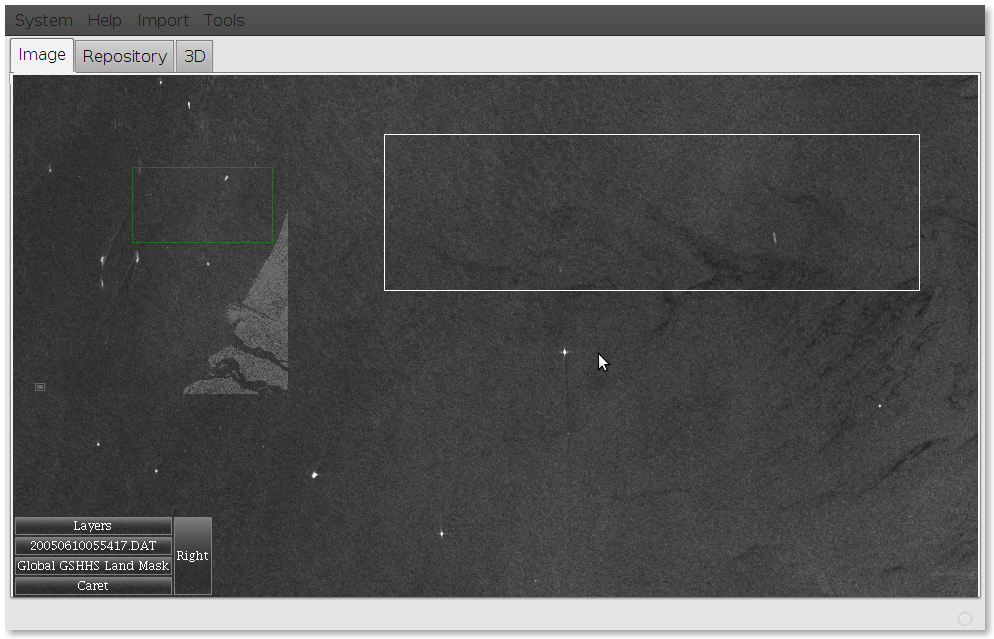 System Help Import Tools
Image Repository 3D
Layers
20050610055417.DAT
Global GSHHS Land Mask
Caret
Right